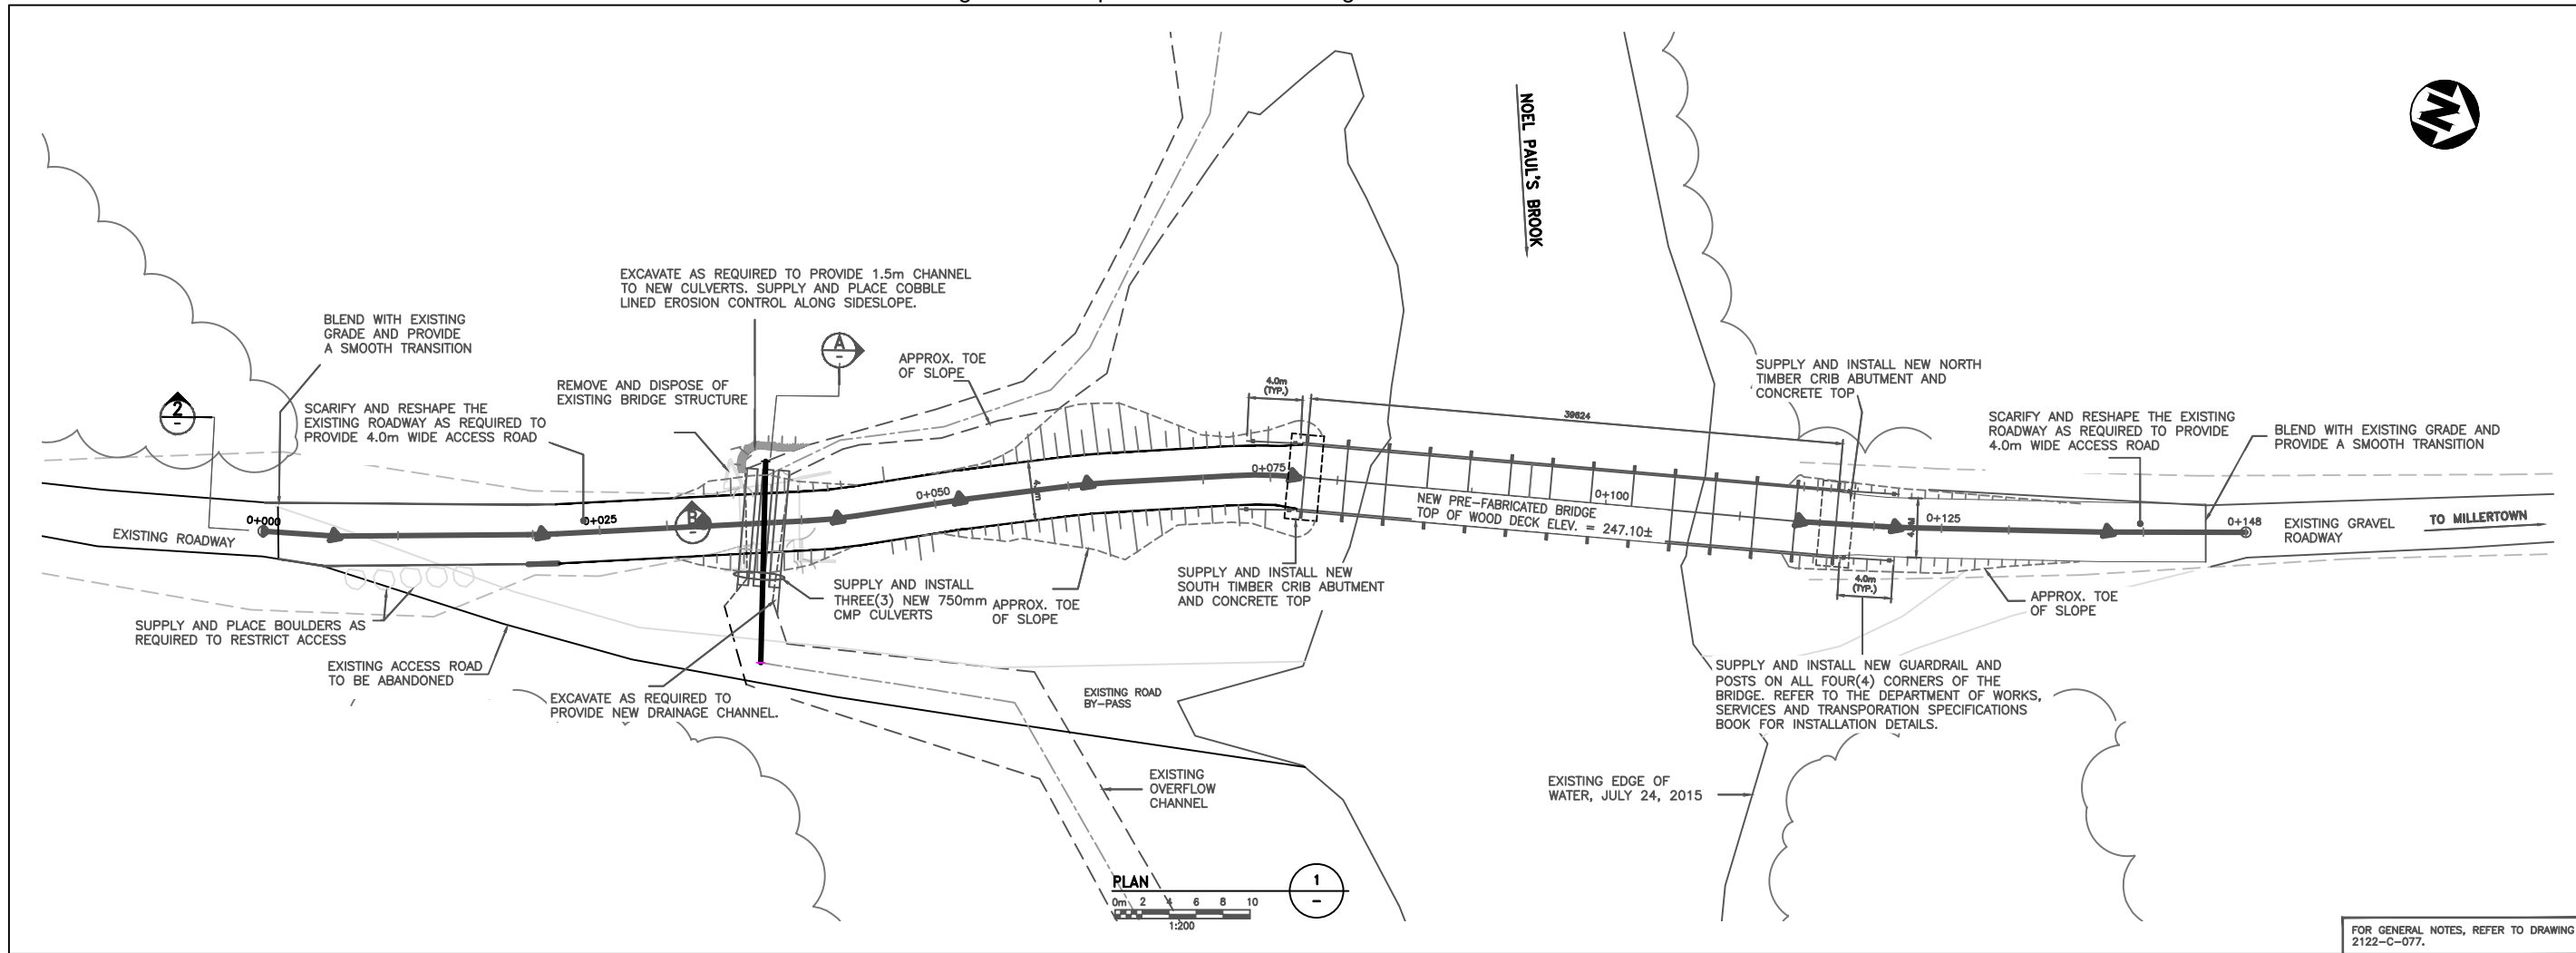 NOEL PAUL'S BROOK
N
EXCAVATE AS REQUIRED TO PROVIDE 1.5m CHANNEL
TO NEW CULVERTS. SUPPLY AND PLACE COBBLE
LINED EROSION CONTROL ALONG SIDESLOPE.
BLEND WITH EXISTING
GRADE AND PROVIDE
A SMOOTH TRANSITION
A
-
APPROX. TOE
OF SLOPE
REMOVE AND DISPOSE OF
EXISTING BRIDGE STRUCTURE
2
-
SCARIFY AND RESHAPE THE
EXISTING ROADWAY AS REQUIRED TO
PROVIDE 4.0m WIDE ACCESS ROAD
4.0m
(TYP.)
39624
SUPPLY AND INSTALL NEW NORTH
TIMBER CRIB ABUTMENT AND
CONCRETE TOP
SCARIFY AND RESHAPE THE EXISTING
ROADWAY AS REQUIRED TO PROVIDE
4.0m WIDE ACCESS ROAD
BLEND WITH EXISTING GRADE AND
PROVIDE A SMOOTH TRANSITION
0+000
0+025
B
-
0+050
0+075
NEW PRE-FABRICATED BRIDGE
TOP OF WOOD DECK ELEV. = 247.10±
0+100
0+125
0+148
EXISTING ROADWAY
EXISTING GRAVEL
ROADWAY
TO MILLERTOWN
SUPPLY AND INSTALL
THREE(3) NEW 750mm
CMP CULVERTS
APPROX. TOE
OF SLOPE
SUPPLY AND INSTALL NEW
SOUTH TIMBER CRIB ABUTMENT
AND CONCRETE TOP
4.0m
(TYP.)
APPROX. TOE
OF SLOPE
SUPPLY AND PLACE BOULDERS AS
REQUIRED TO RESTRICT ACCESS
EXISTING ACCESS ROAD
TO BE ABANDONED
EXCAVATE AS REQUIRED TO
PROVIDE NEW DRAINAGE CHANNEL.
EXISTING ROAD
BY-PASS
SUPPLY AND INSTALL NEW GUARDRAIL AND
POSTS ON ALL FOUR(4) CORNERS OF THE
BRIDGE. REFER TO THE DEPARTMENT OF WORKS,
SERVICES AND TRANSPORATION SPECIFICATIONS
BOOK FOR INSTALLATION DETAILS.
EXISTING
OVERFLOW
CHANNEL
EXISTING EDGE OF
WATER, JULY 24, 2015
PLAN
1
-
0m 2 4 6 8 10
1:200
FOR GENERAL NOTES, REFER TO DRAWING
2122-C-077.